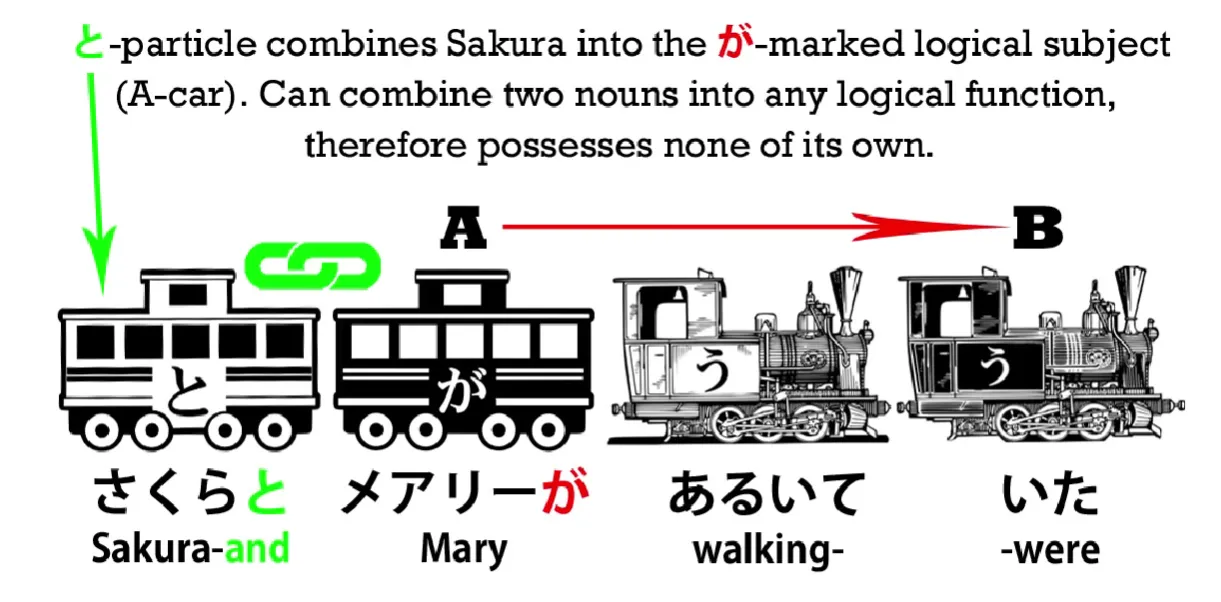 と-particle combines Sakura into the が-marked logical subject
(A-car). Can combine two nouns into any logical function,
therefore possesses none of its own.
A B
と が う う
さくらと メアリーが あるいて いた
Sakura-and Mary walking- -were